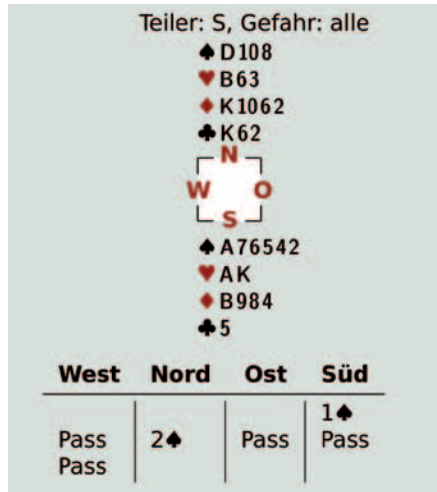 Teiler: S, Gefahr: alle
♠ D108
♥ B63
♦ K1062
♣ K62
N
W O
S
♠ A76542
♥ AK
♦ B984
♣ 5
West Nord Ost Süd
1♠
Pass 2♠ Pass Pass
Pass